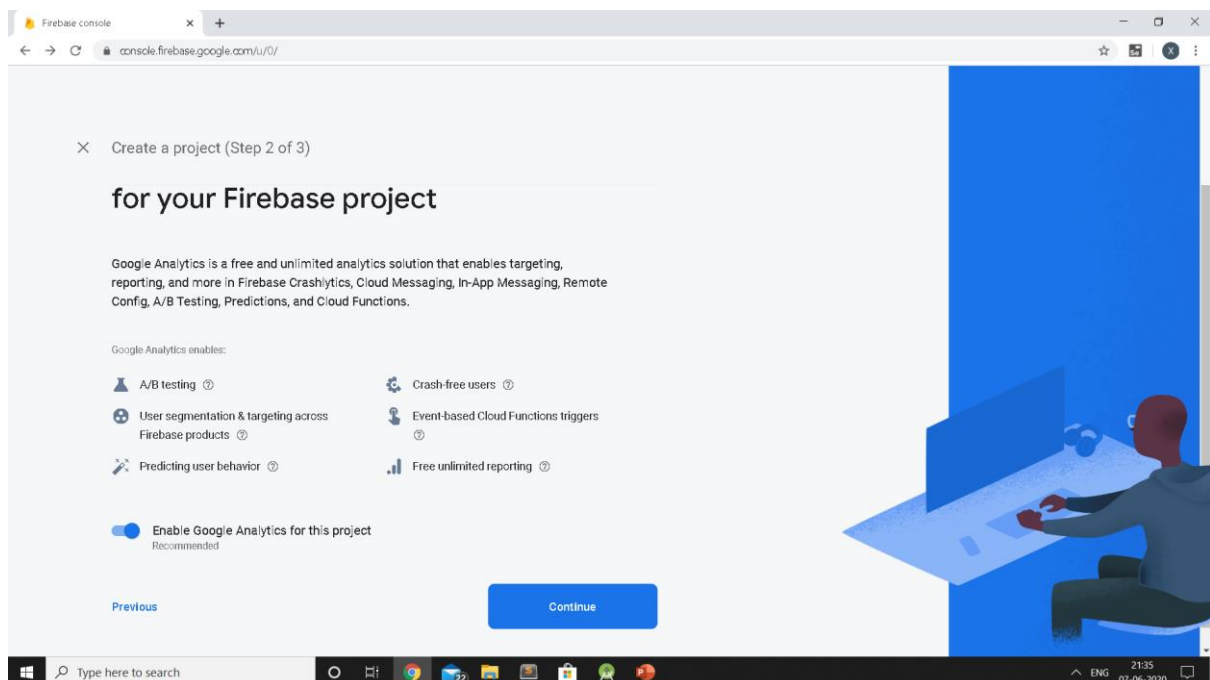 Firebase console
console.firebase.google.com/u/0/
X
Create a project (Step 2 of 3)
for your Firebase project
Google Analytics is a free and unlimited analytics solution that enables targeting,
reporting, and more in Firebase Crashlytics, Cloud Messaging, In-App Messaging, Remote
Config, A/B Testing, Predictions, and Cloud Functions.
Google Analytics enables:
A/B testing
Crash-free users
User segmentation & targeting across
Firebase products
Event-based Cloud Functions triggers
Predicting user behavior
Free unlimited reporting
Enable Google Analytics for this project
Recommended
Previous
Continue
Type here to search
22
ENG
21:35
07-06-2020